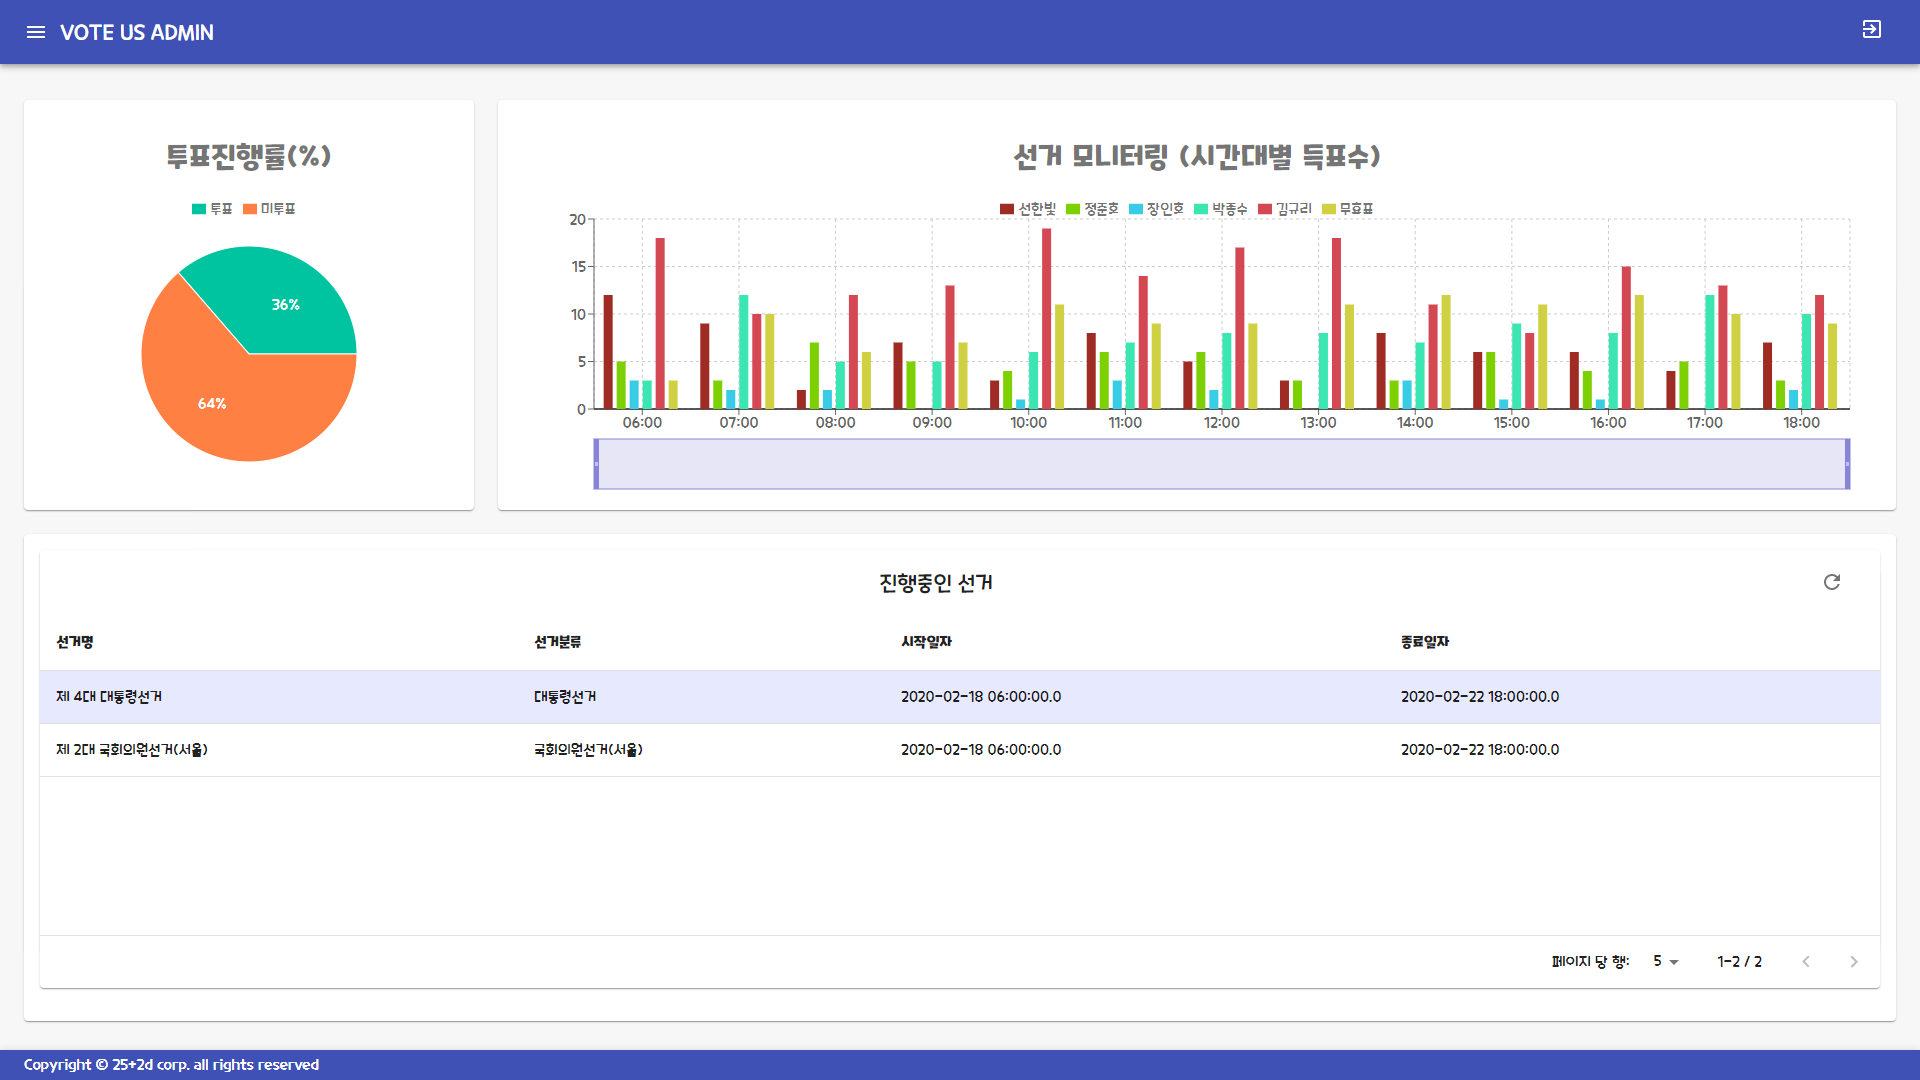 VOTE US ADMIN
투표진행률(%)
투표 미투표
36%
64%
선거 모니터링 (시간대별 득표수)
선한빛 정준호 장인호 박종수 김규리 무효표
20
15
10
5
0
06:00 07:00 08:00 09:00 10:00 11:00 12:00 13:00 14:00 15:00 16:00 17:00 18:00
진행중인 선거
선거명 선거분류 시작일자 종료일자
제 4대 대통령선거 대통령선거 2020-02-18 06:00:00.0 2020-02-22 18:00:00.0
제 2대 국회의원선거(서울) 국회의원선거(서울) 2020-02-18 06:00:00.0 2020-02-22 18:00:00.0
페이지 당 행: 5 1-2 / 2
Copyright © 25+2d corp. all rights reserved